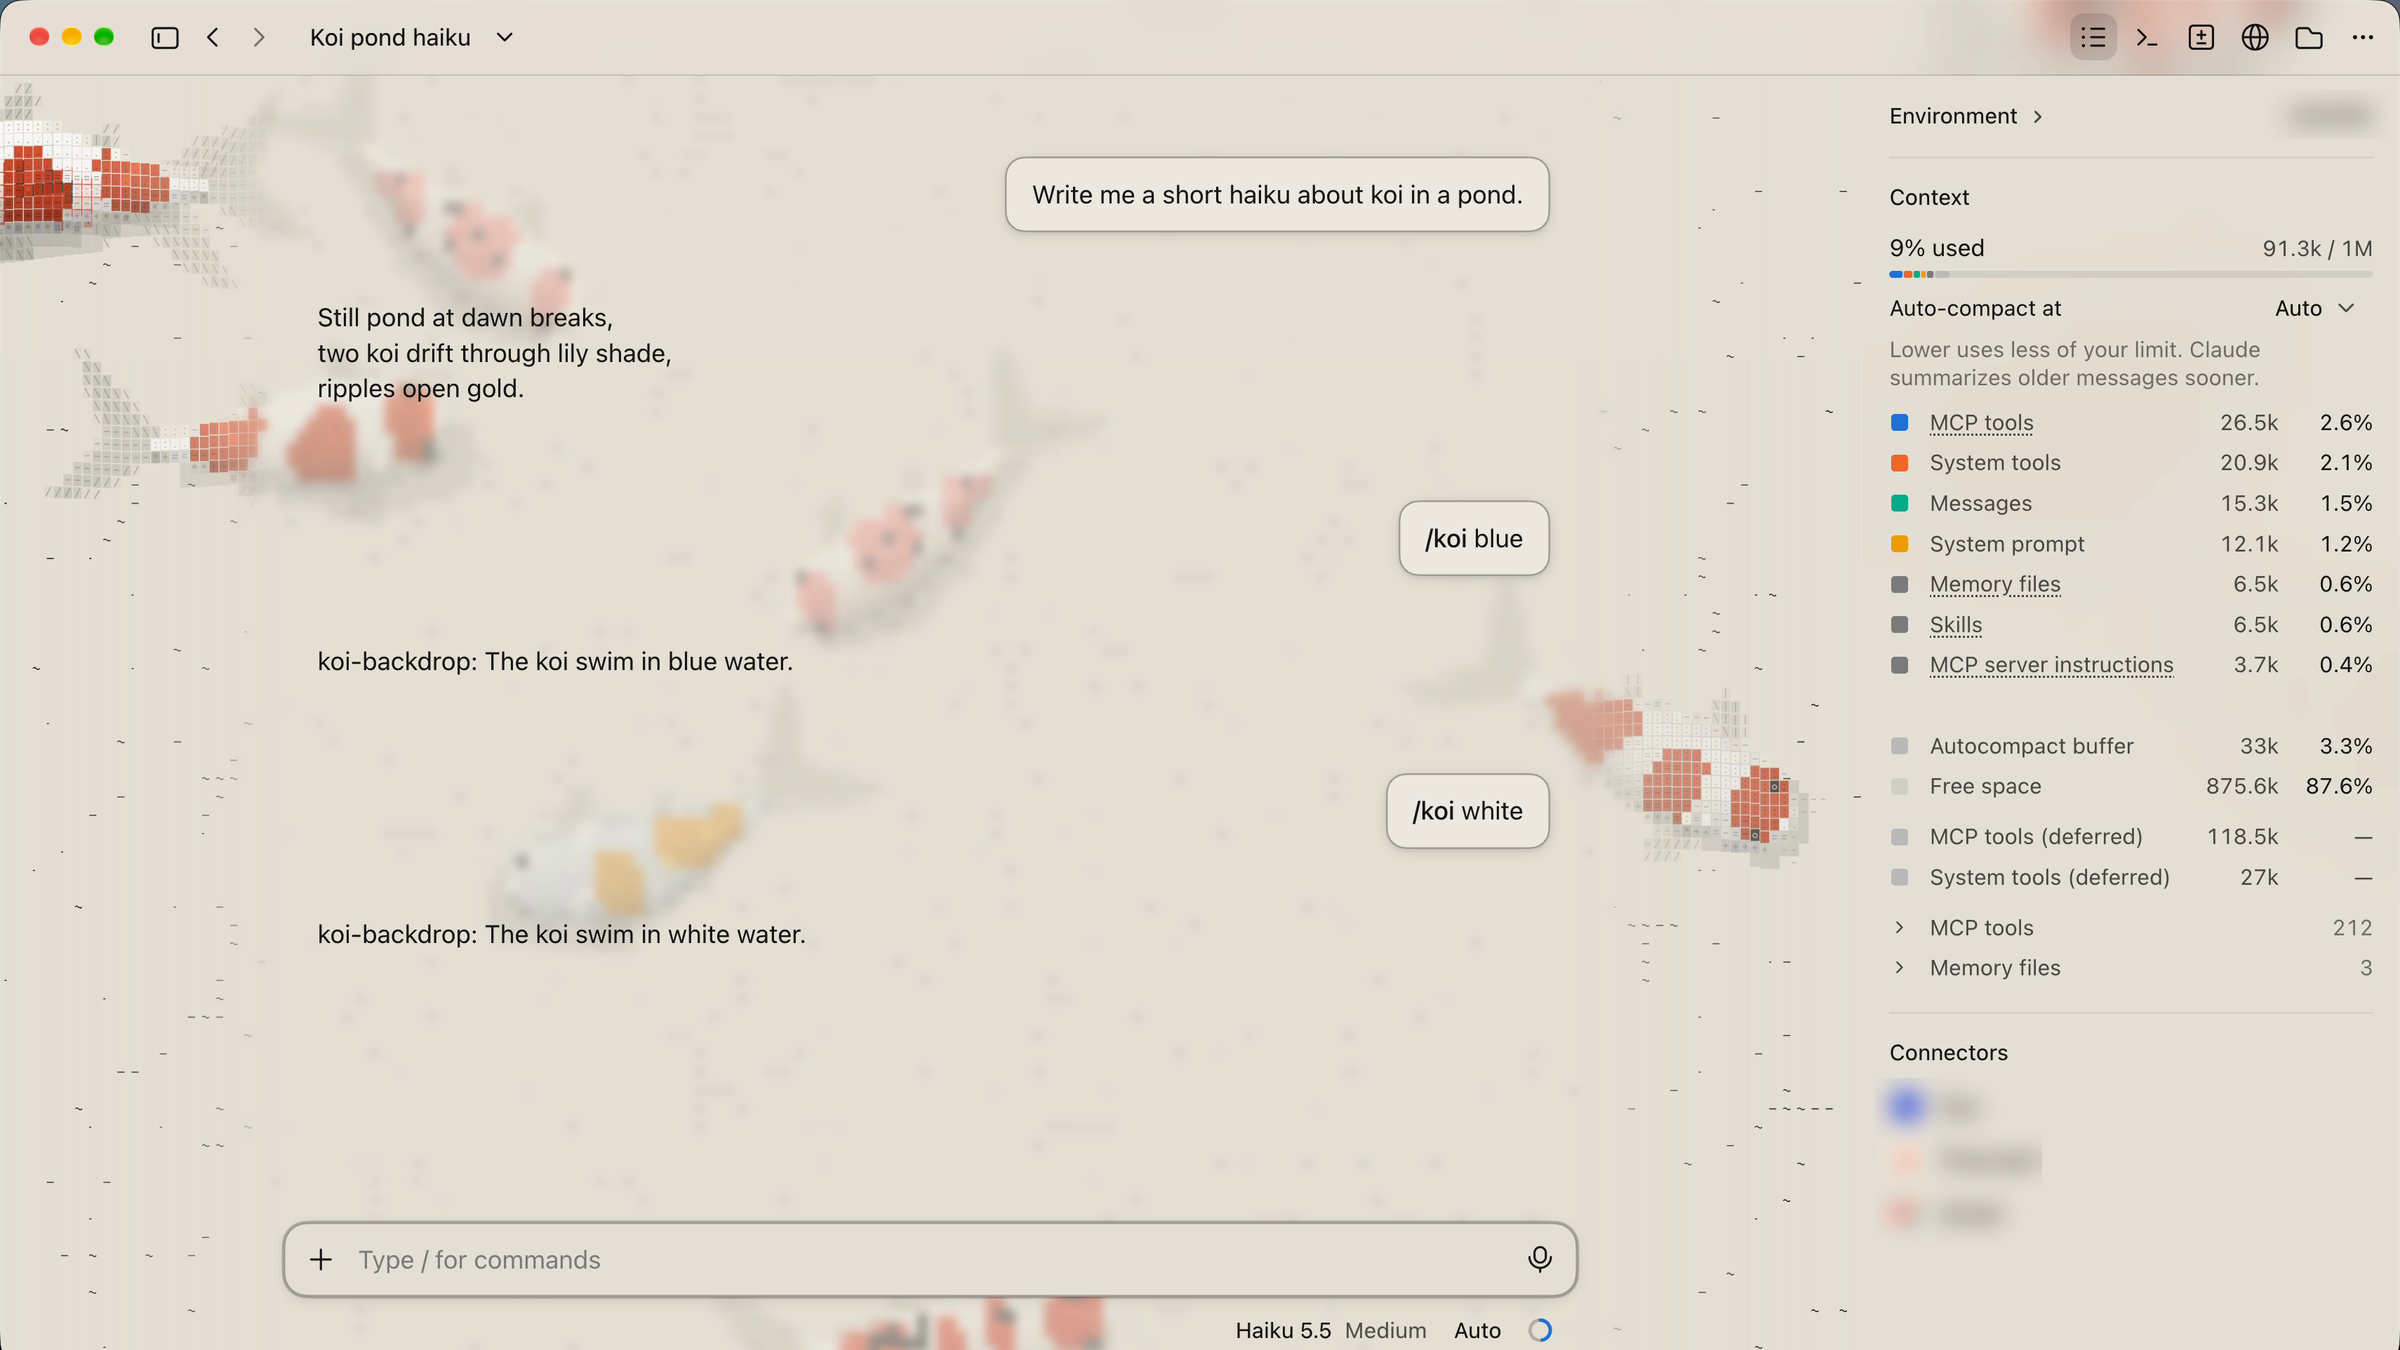 Koi pond haiku
Write me a short haiku about koi in a pond.
Still pond at dawn breaks,
two koi drift through lily shade,
ripples open gold.
/koi blue
koi-backdrop: The koi swim in blue water.
/koi white
koi-backdrop: The koi swim in white water.
Type / for commands
Haiku 5.5 Medium Auto
Environment
Context
9% used 91.3k / 1M
Auto-compact at Auto
Lower uses less of your limit. Claude
summarizes older messages sooner.
MCP tools 26.5k 2.6%
System tools 20.9k 2.1%
Messages 15.3k 1.5%
System prompt 12.1k 1.2%
Memory files 6.5k 0.6%
Skills 6.5k 0.6%
MCP server instructions 3.7k 0.4%
Autocompact buffer 33k 3.3%
Free space 875.6k 87.6%
MCP tools (deferred) 118.5k —
System tools (deferred) 27k —
MCP tools 212
Memory files 3
Connectors